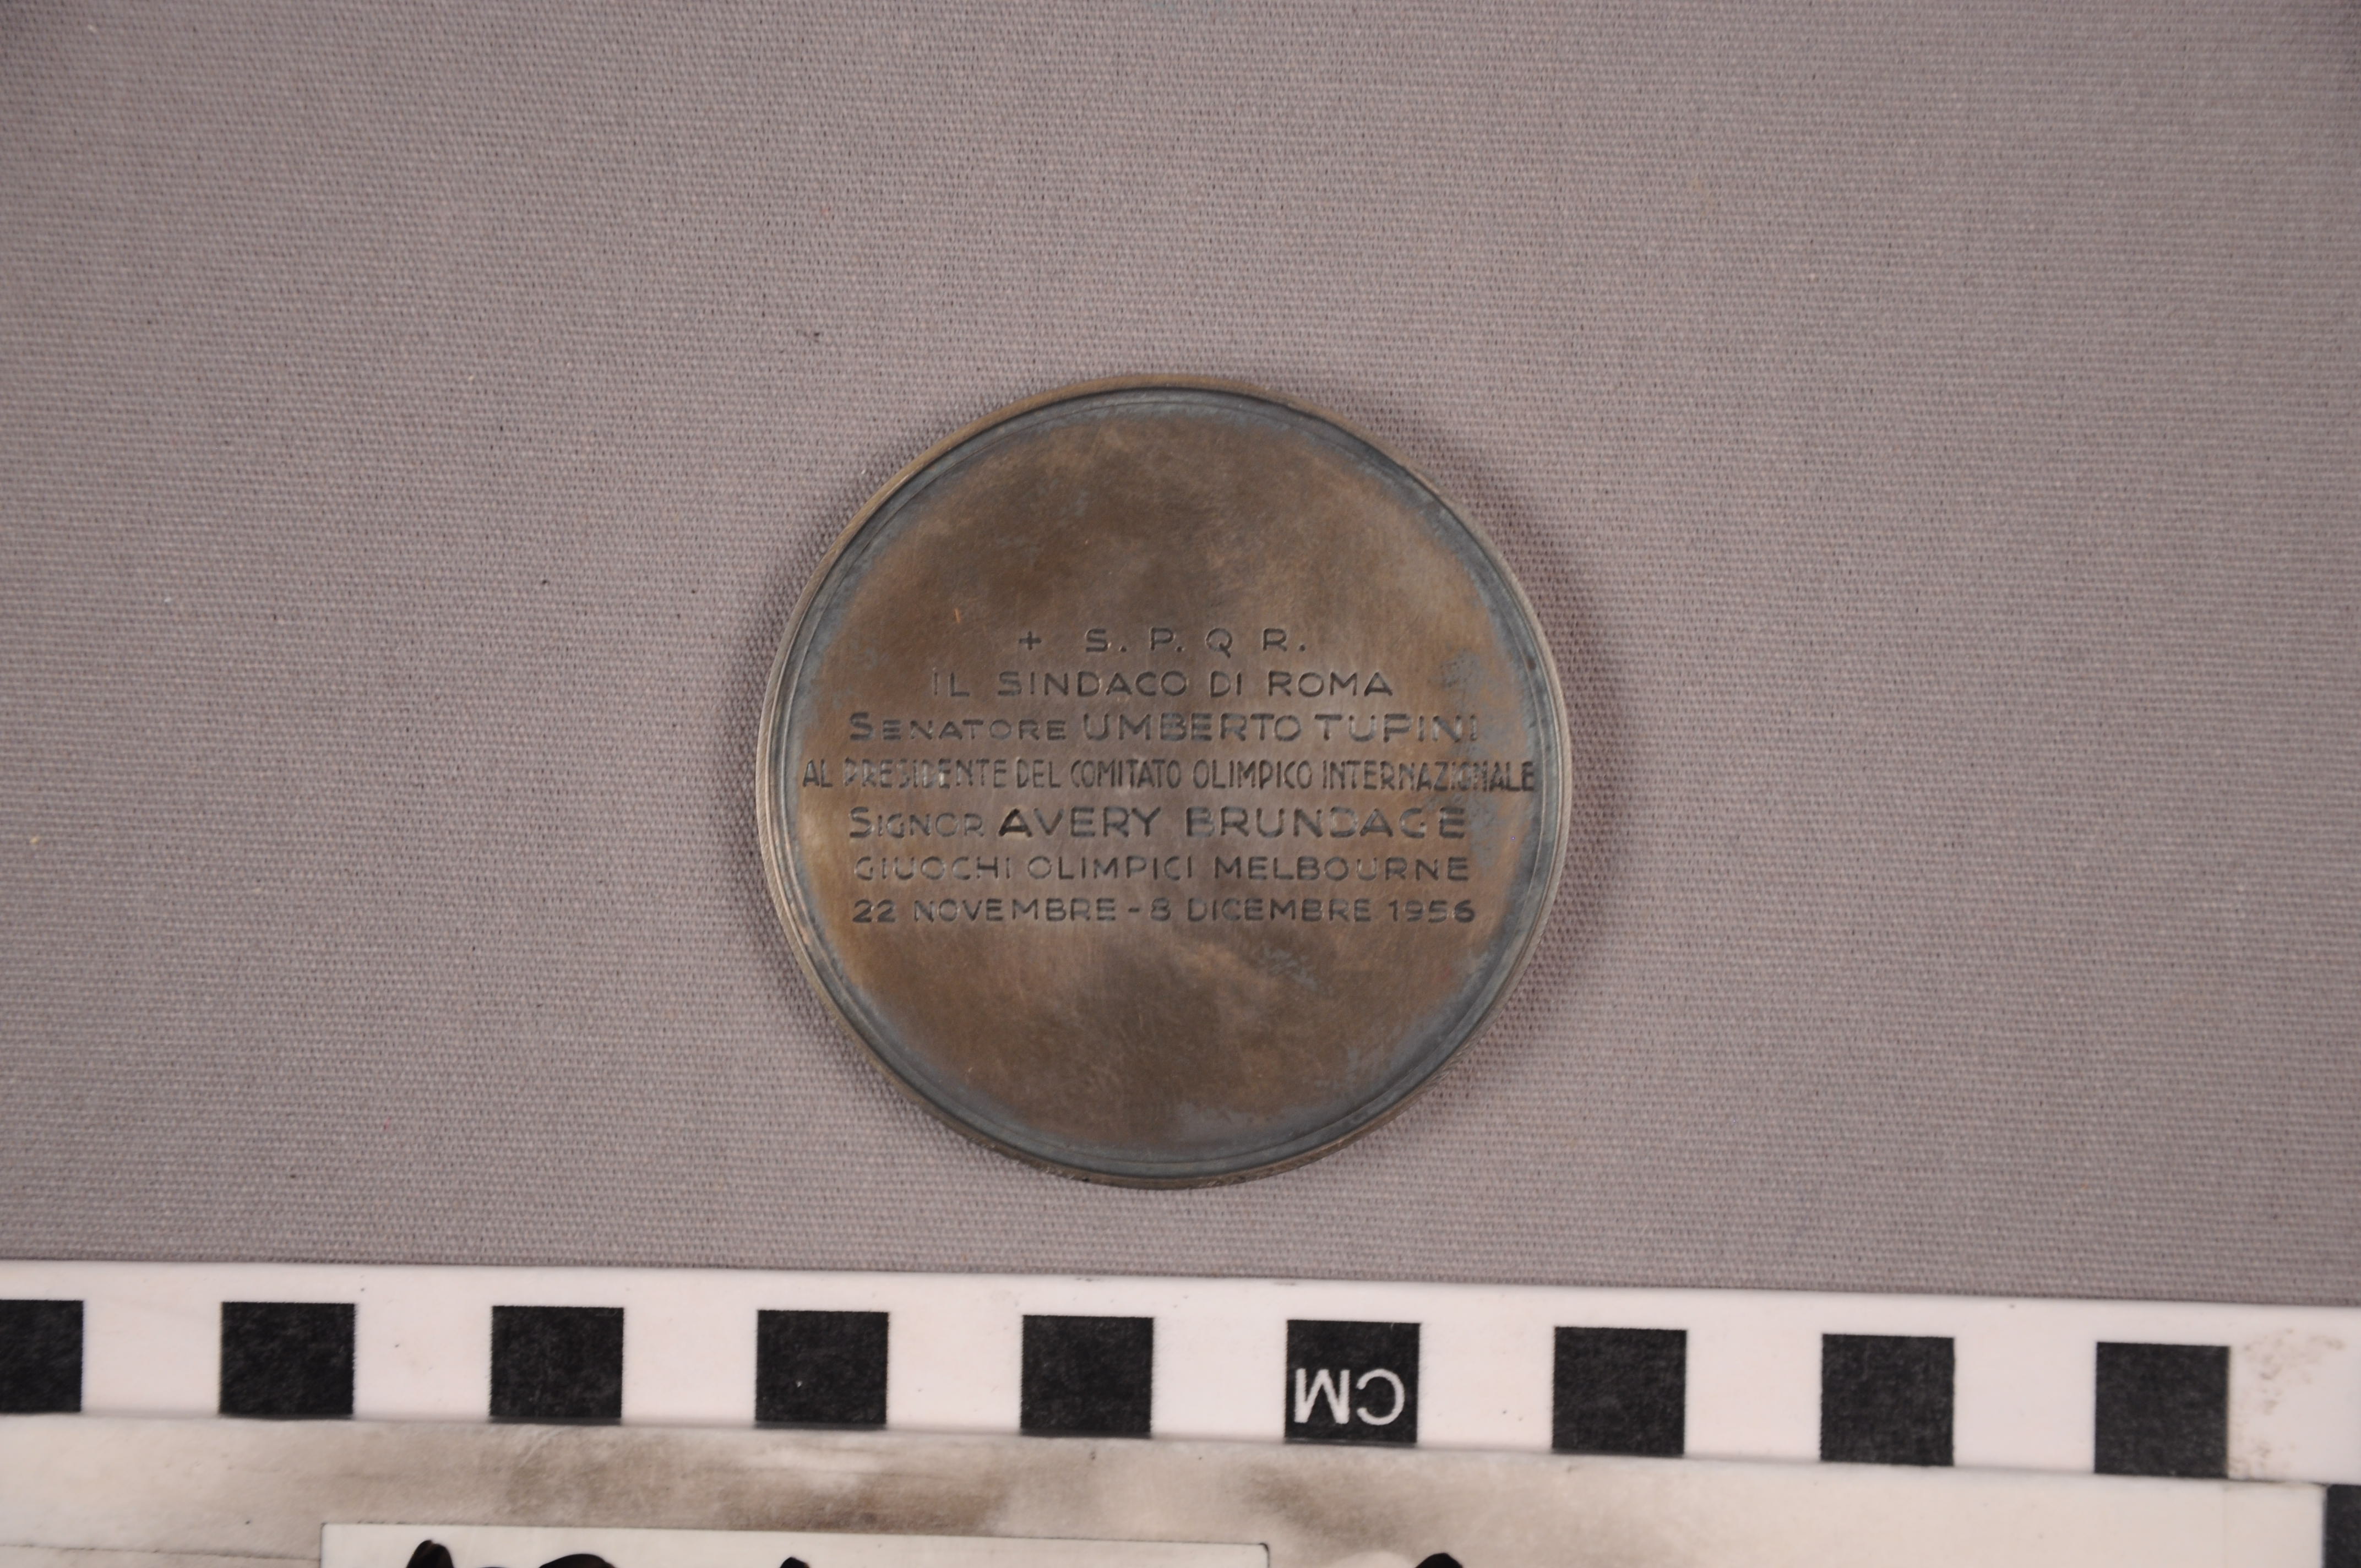 + S. P. Q R.
IL SINDACO DI ROMA
SENATORE UMBERTO TUPINI
AL PRESIDENTE DEL COMITATO OLIMPICO INTERNAZIONALE
SIGNOR AVERY BRUNDAGE
GIUOCHI OLIMPICI MELBOURNE
22 NOVEMBRE - 8 DICEMBRE 1956
CM